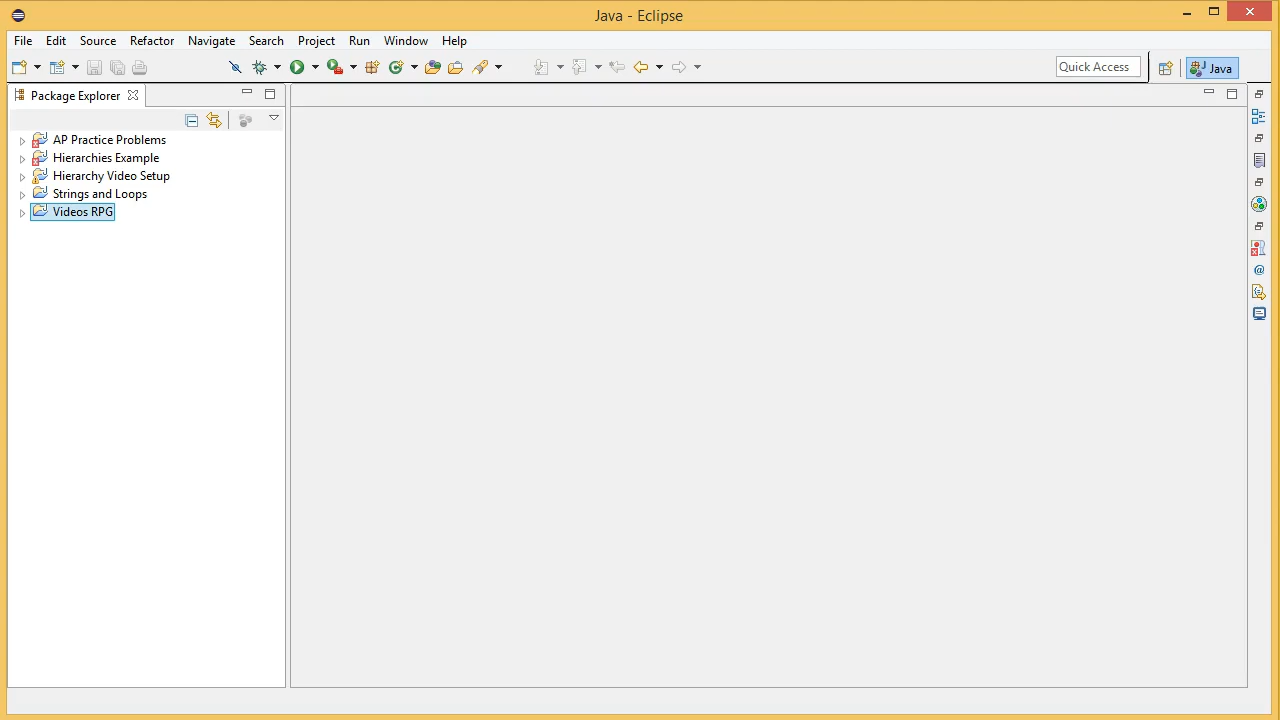 Java - Eclipse
File Edit Source Refactor Navigate Search Project Run Window Help
Quick Access Java
Package Explorer
AP Practice Problems
Hierarchies Example
Hierarchy Video Setup
Strings and Loops
Videos RPG